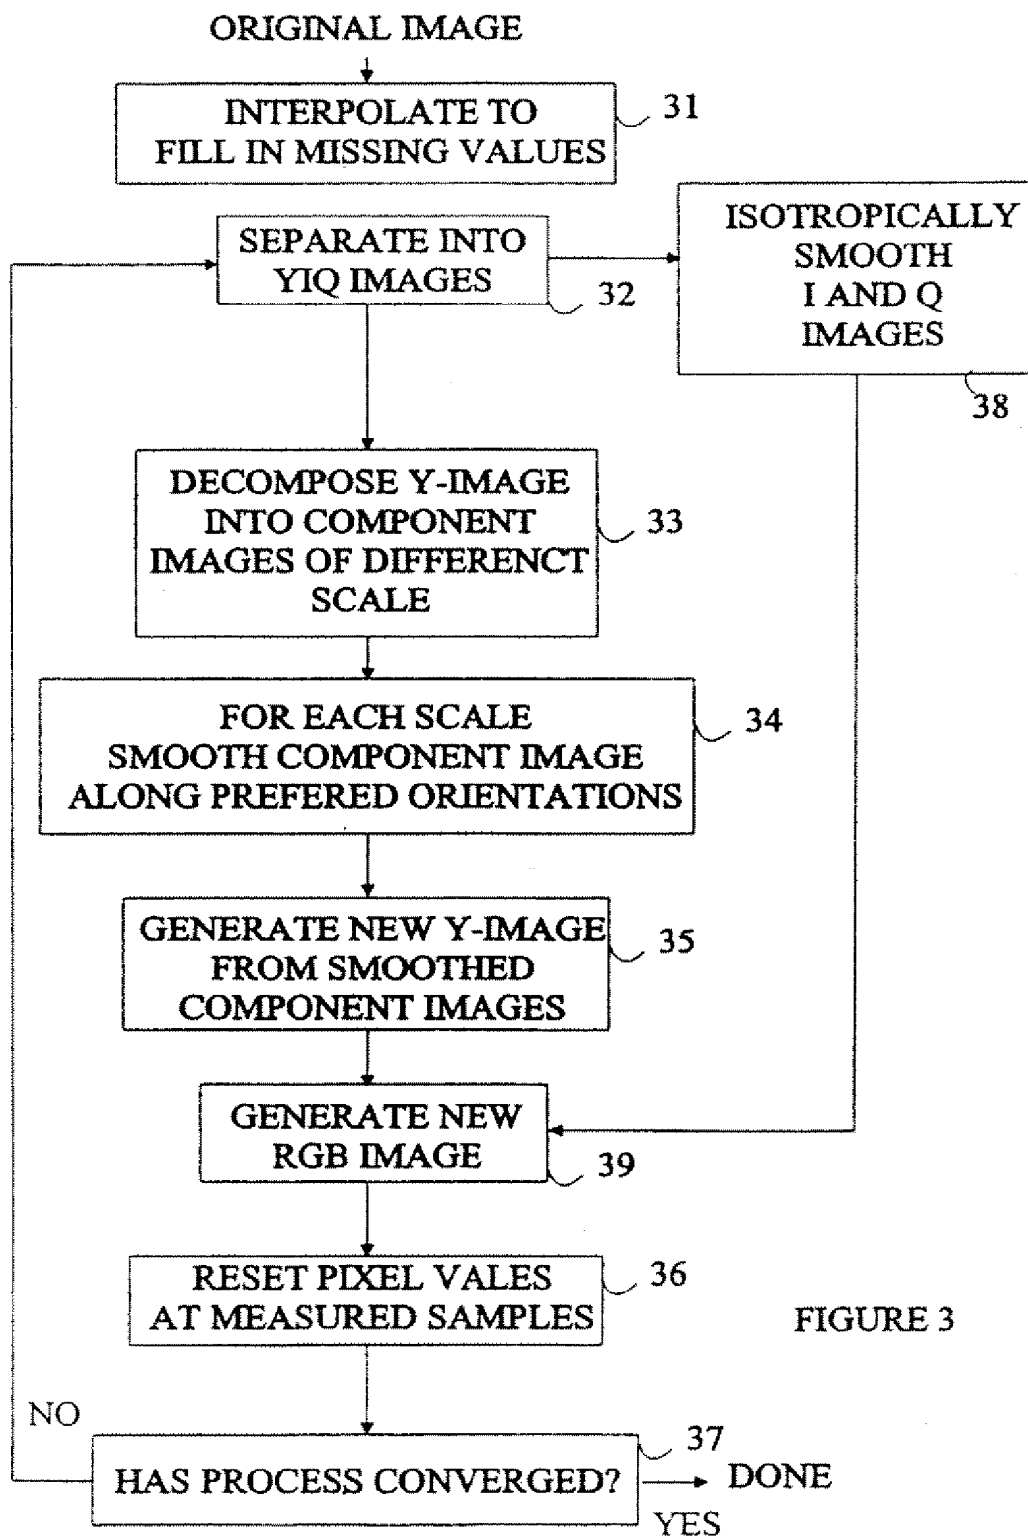 ORIGINAL IMAGE
INTERPOLATE TO
FILL IN MISSING VALUES
31
SEPARATE INTO
YIQ IMAGES
32
ISOTROPICALLY
SMOOTH
I AND Q
IMAGES
38
DECOMPOSE Y-IMAGE
INTO COMPONENT
IMAGES OF DIFFERENCT
SCALE
33
FOR EACH SCALE
SMOOTH COMPONENT IMAGE
ALONG PREFERED ORIENTATIONS
34
GENERATE NEW Y-IMAGE
FROM SMOOTHED
COMPONENT IMAGES
35
GENERATE NEW
RGB IMAGE
39
RESET PIXEL VALES
AT MEASURED SAMPLES
36
FIGURE 3
NO
HAS PROCESS CONVERGED?
37
DONE
YES